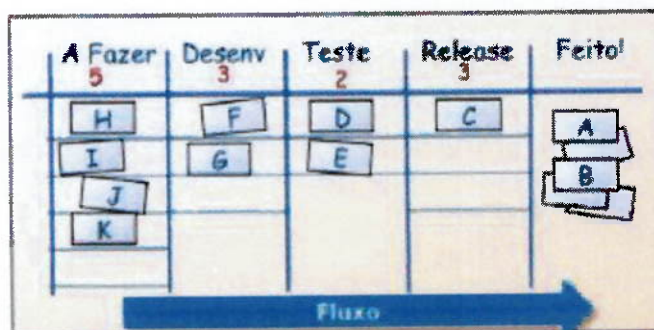 A Fazer Desenv Teste Release Feito!
5 3 2 3
H F D C A
I G E B
J
K
Fluxo